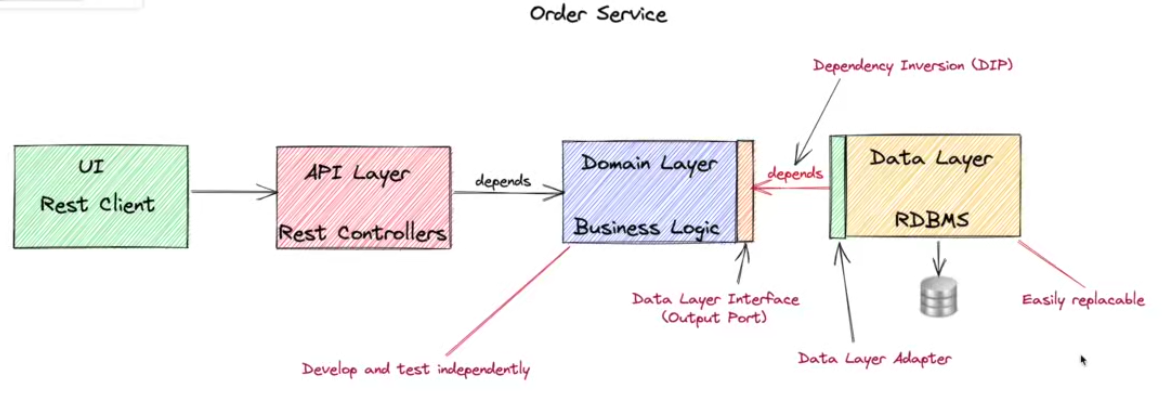 Order Service
Dependency Inversion (DIP)
UI
Rest Client
API Layer
Rest Controllers
depends
Domain Layer
Business Logic
depends
Data Layer
RDBMS
Data Layer Interface
(Output Port)
Easily replacable
Develop and test independently
Data Layer Adapter